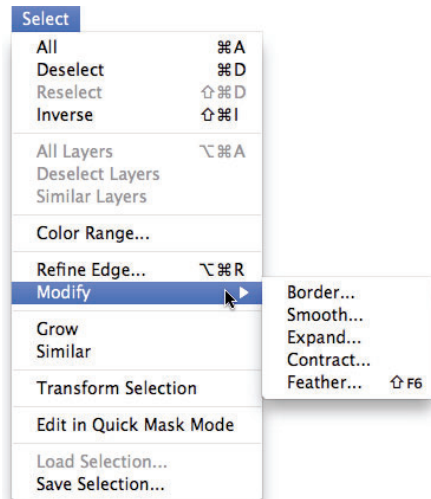 Select
All ⌘A
Deselect ⌘D
Reselect ⇧⌘D
Inverse ⇧⌘I
All Layers ⌥⌘A
Deselect Layers
Similar Layers
Color Range...
Refine Edge... ⌥⌘R
Modify ▶
Border...
Smooth...
Expand...
Contract...
Feather... ⇧F6
Grow
Similar
Transform Selection
Edit in Quick Mask Mode
Load Selection...
Save Selection...